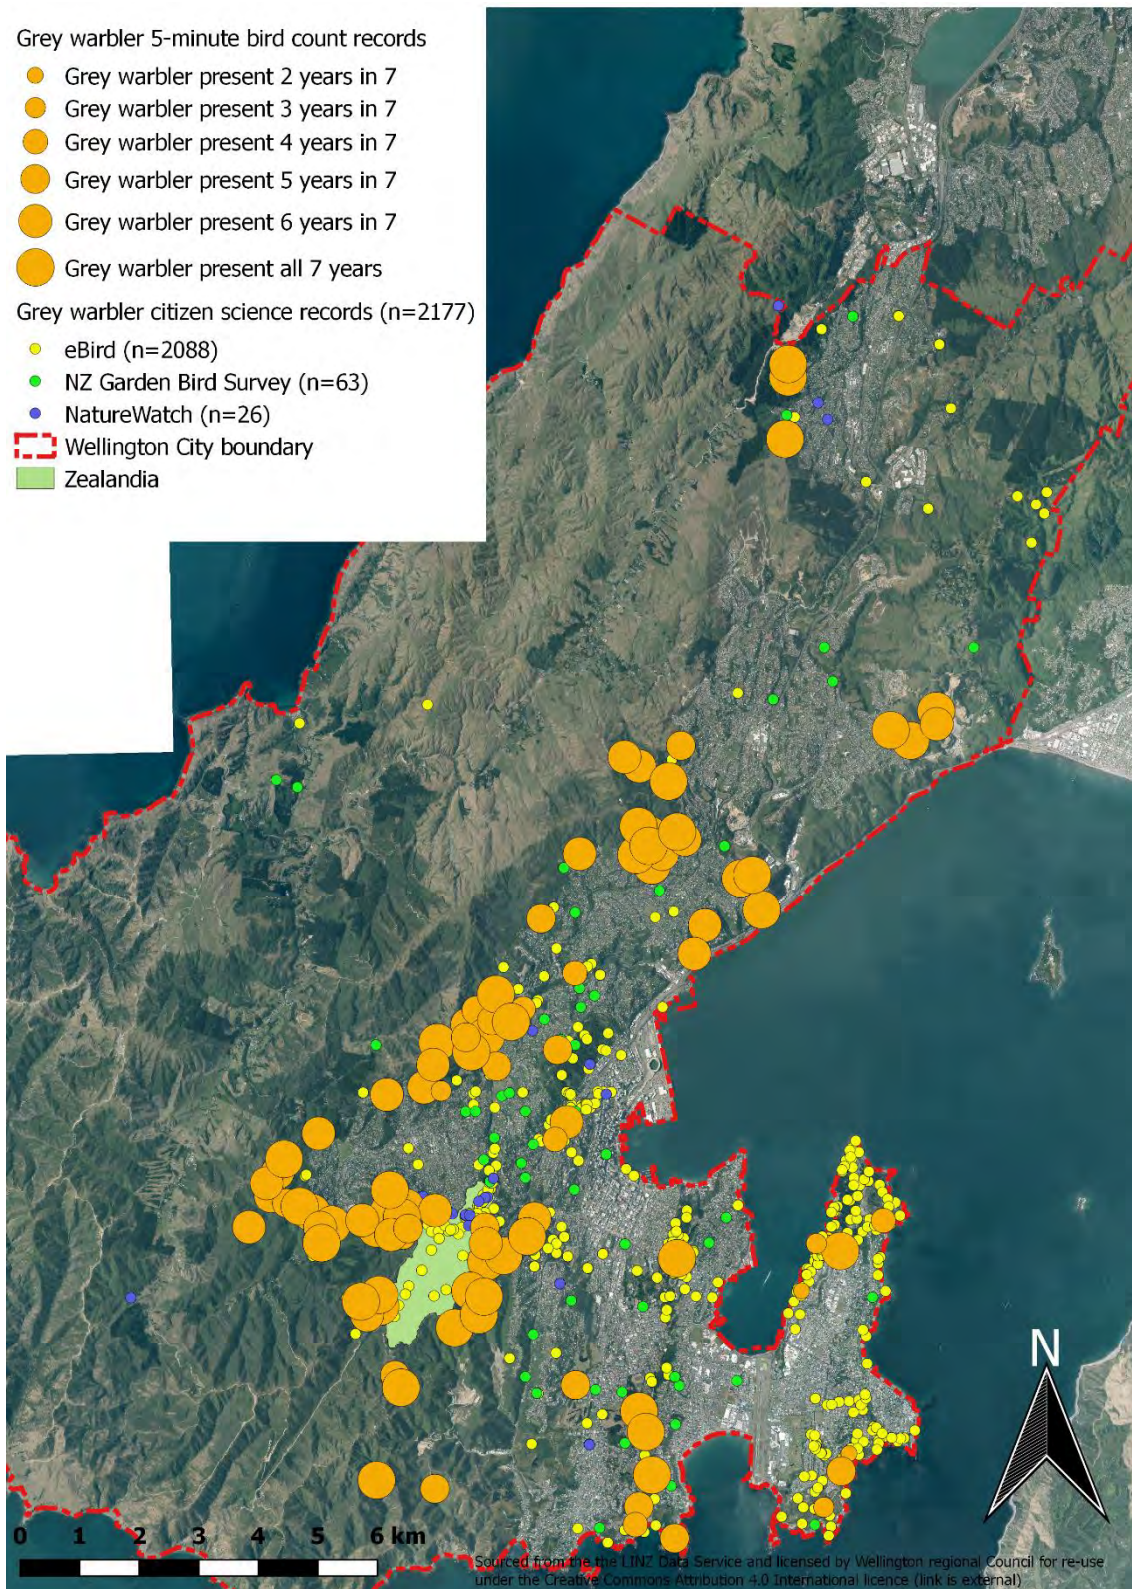 Grey warbler 5-minute bird count records
Grey warbler present 2 years in 7
Grey warbler present 3 years in 7
Grey warbler present 4 years in 7
Grey warbler present 5 years in 7
Grey warbler present 6 years in 7
Grey warbler present all 7 years
Grey warbler citizen science records (n=2177)
eBird (n=2088)
NZ Garden Bird Survey (n=63)
NatureWatch (n=26)
Wellington City boundary
Zealandia
N
0 1 2 3 4 5 6 km
Sourced from the the LINZ Data Service and licensed by Wellington regional Council for re-use
under the Creative Commons Attribution 4.0 International licence (link is external)